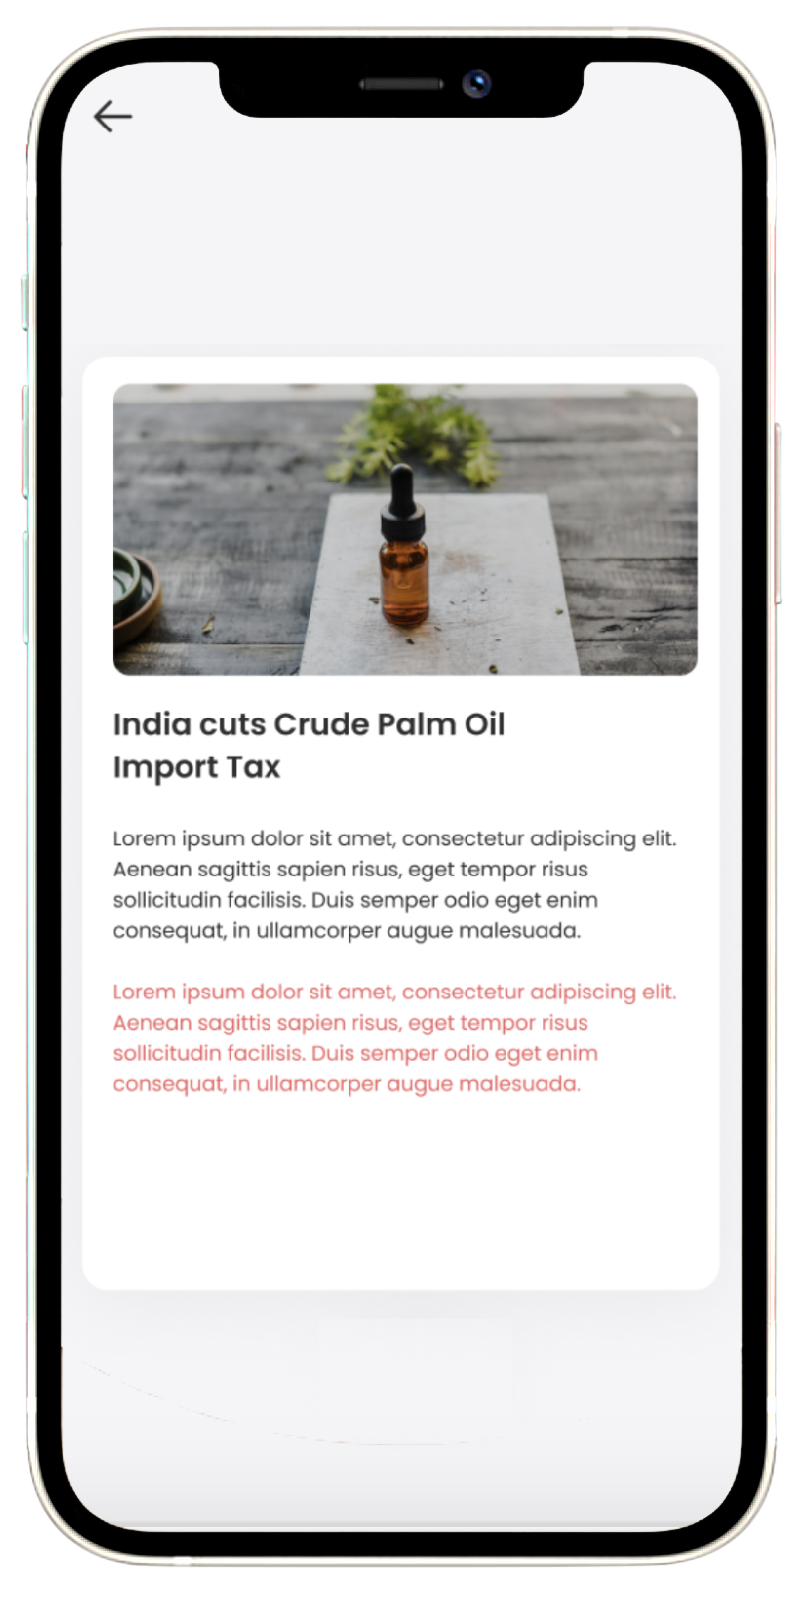 India cuts Crude Palm Oil
Import Tax
Lorem ipsum dolor sit amet, consectetur adipiscing elit.
Aenean sagittis sapien risus, eget tempor risus
sollicitudin facilisis. Duis semper odio eget enim
consequat, in ullamcorper augue malesuada.
Lorem ipsum dolor sit amet, consectetur adipiscing elit.
Aenean sagittis sapien risus, eget tempor risus
sollicitudin facilisis. Duis semper odio eget enim
consequat, in ullamcorper augue malesuada.